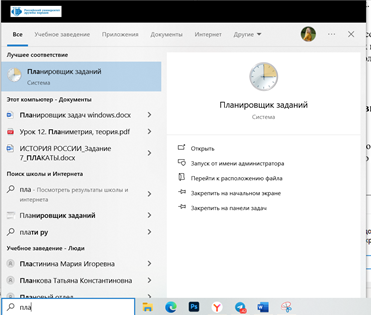 Все Учебное заведение Приложения Документы Интернет Другие
Лучшее соответствие
Планировщик заданий
Система
Этот компьютер - Документы
Планировщик задач windows.docx
Урок 12. Планиметрия, теория.pdf
ИСТОРИЯ РОССИИ_Задание
7_ПЛАКАТЫ.docx
Поиск школы и Интернета
пла - Посмотреть результаты школы и
интернета
Планировщик заданий
плати ру
Учебное заведение - Люди
Пластинина Мария Игоревна
Планкова Татьяна Константиновна
Плановый отдел
Планировщик заданий
Система
Открыть
Запуск от имени администратора
Перейти к расположению файла
Закрепить на начальном экране
Закрепить на панели задач
пла